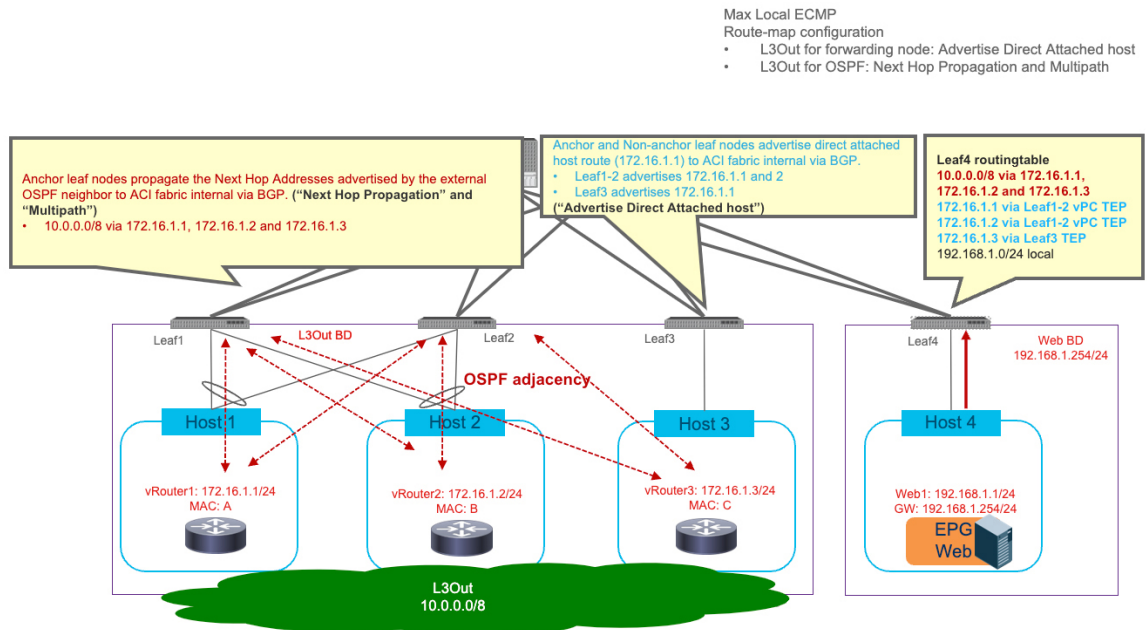 Max Local ECMP
Route-map configuration
• L3Out for forwarding node: Advertise Direct Attached host
• L3Out for OSPF: Next Hop Propagation and Multipath
Anchor leaf nodes propagate the Next Hop Addresses advertised by the external
OSPF neighbor to ACI fabric internal via BGP. (“Next Hop Propagation” and
“Multipath”)
• 10.0.0.0/8 via 172.16.1.1, 172.16.1.2 and 172.16.1.3
Anchor and Non-anchor leaf nodes advertise direct attached
host route (172.16.1.1) to ACI fabric internal via BGP.
• Leaf1-2 advertises 172.16.1.1 and 2
• Leaf3 advertises 172.16.1.1
(“Advertise Direct Attached host”)
Leaf4 routingtable
10.0.0.0/8 via 172.16.1.1,
172.16.1.2 and 172.16.1.3
172.16.1.1 via Leaf1-2 vPC TEP
172.16.1.2 via Leaf1-2 vPC TEP
172.16.1.3 via Leaf3 TEP
192.168.1.0/24 local
Leaf1
L3Out BD
Leaf2
Leaf3
Leaf4
Web BD
192.168.1.254/24
OSPF adjacency
Host 1
Host 2
Host 3
Host 4
vRouter1: 172.16.1.1/24
MAC: A
vRouter2: 172.16.1.2/24
MAC: B
vRouter3: 172.16.1.3/24
MAC: C
Web1: 192.168.1.1/24
GW: 192.168.1.254/24
EPG
Web
L3Out
10.0.0.0/8